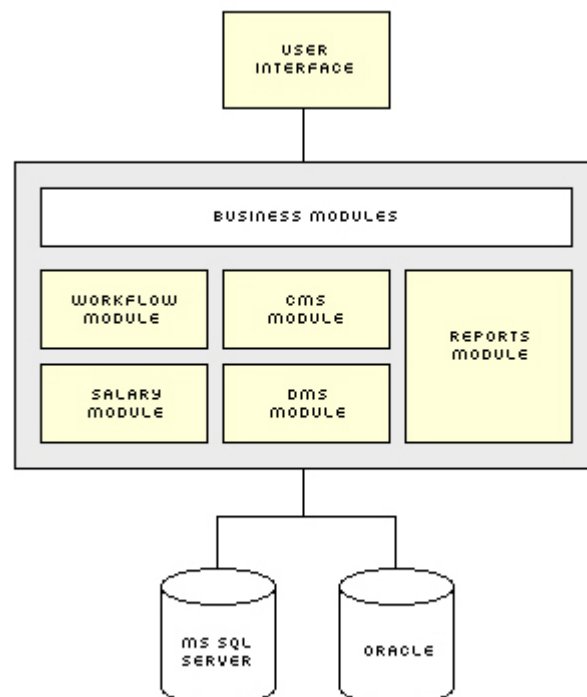 USER
INTERFACE
BUSINESS MODULES
WORKFLOW
MODULE
CMS
MODULE
REPORTS
MODULE
SALARY
MODULE
DMS
MODULE
MS SQL
SERVER
ORACLE